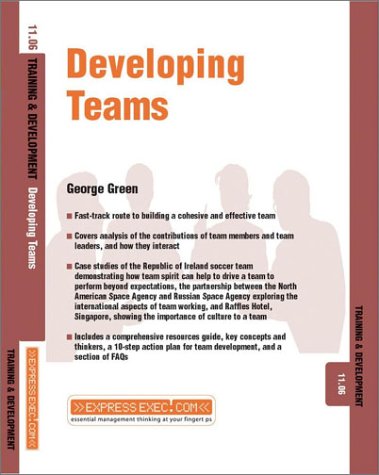 11.06 TRAINING & DEVELOPMENT Developing Teams
TRAINING & DEVELOPMENT
>>EXPRESS EXEC.COM<<
Developing
Teams
George Green
Fast-track route to building a cohesive and effective team
Covers analysis of the contributions of team members and team
leaders, and how they interact
Case studies of the Republic of Ireland soccer team
demonstrating how team spirit can help to drive a team to
perform beyond expectations, the partnership between the North
American Space Agency and Russian Space Agency exploring the
international aspects of team working, and Raffles Hotel,
Singapore, showing the importance of culture to a team
Includes a comprehensive resources guide, key concepts and
thinkers, a 10-step action plan for team development, and a
section of FAQs
>>EXPRESS EXEC.COM<<
essential management thinking at your finger ps
11.06
TRAINING & DEVELOPMENT